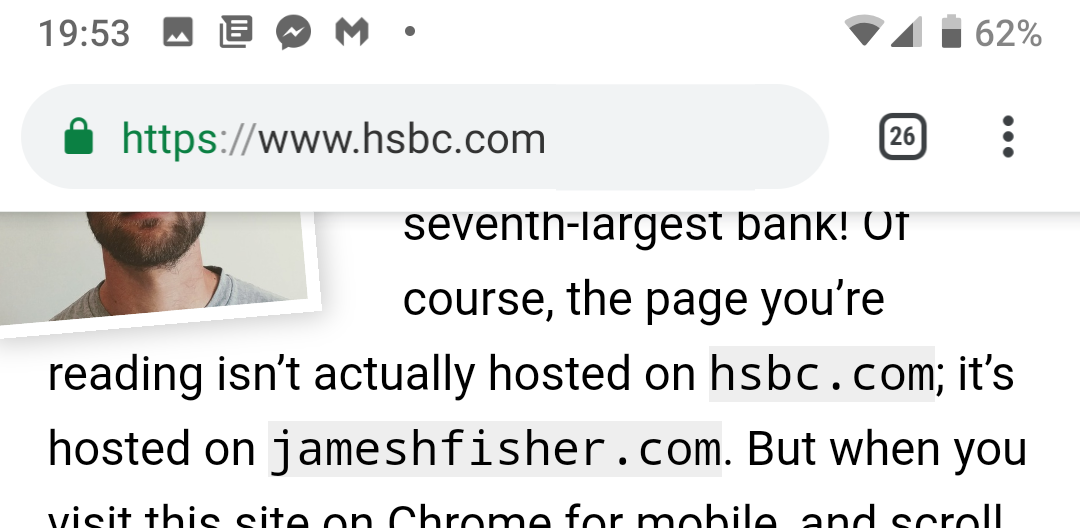 19:53 62%
https://www.hsbc.com 26
seventh-largest bank! Of
course, the page you’re
reading isn’t actually hosted on hsbc.com; it’s
hosted on jameshfisher.com. But when you
visit this site on Chrome for mobile, and scroll